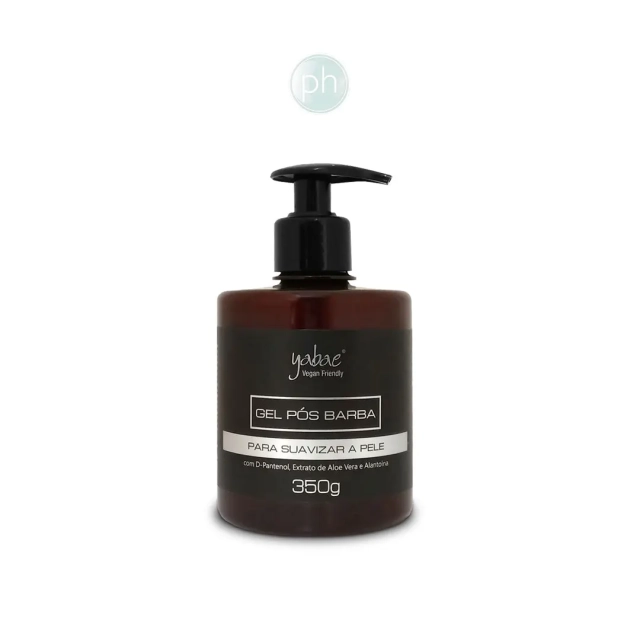 ph
yabae®
Vegan Friendly
GEL PÓS BARBA
PARA SUAVIZAR A PELE
com D-Pantenol, Extrato de Aloe Vera e Alantoína
350g